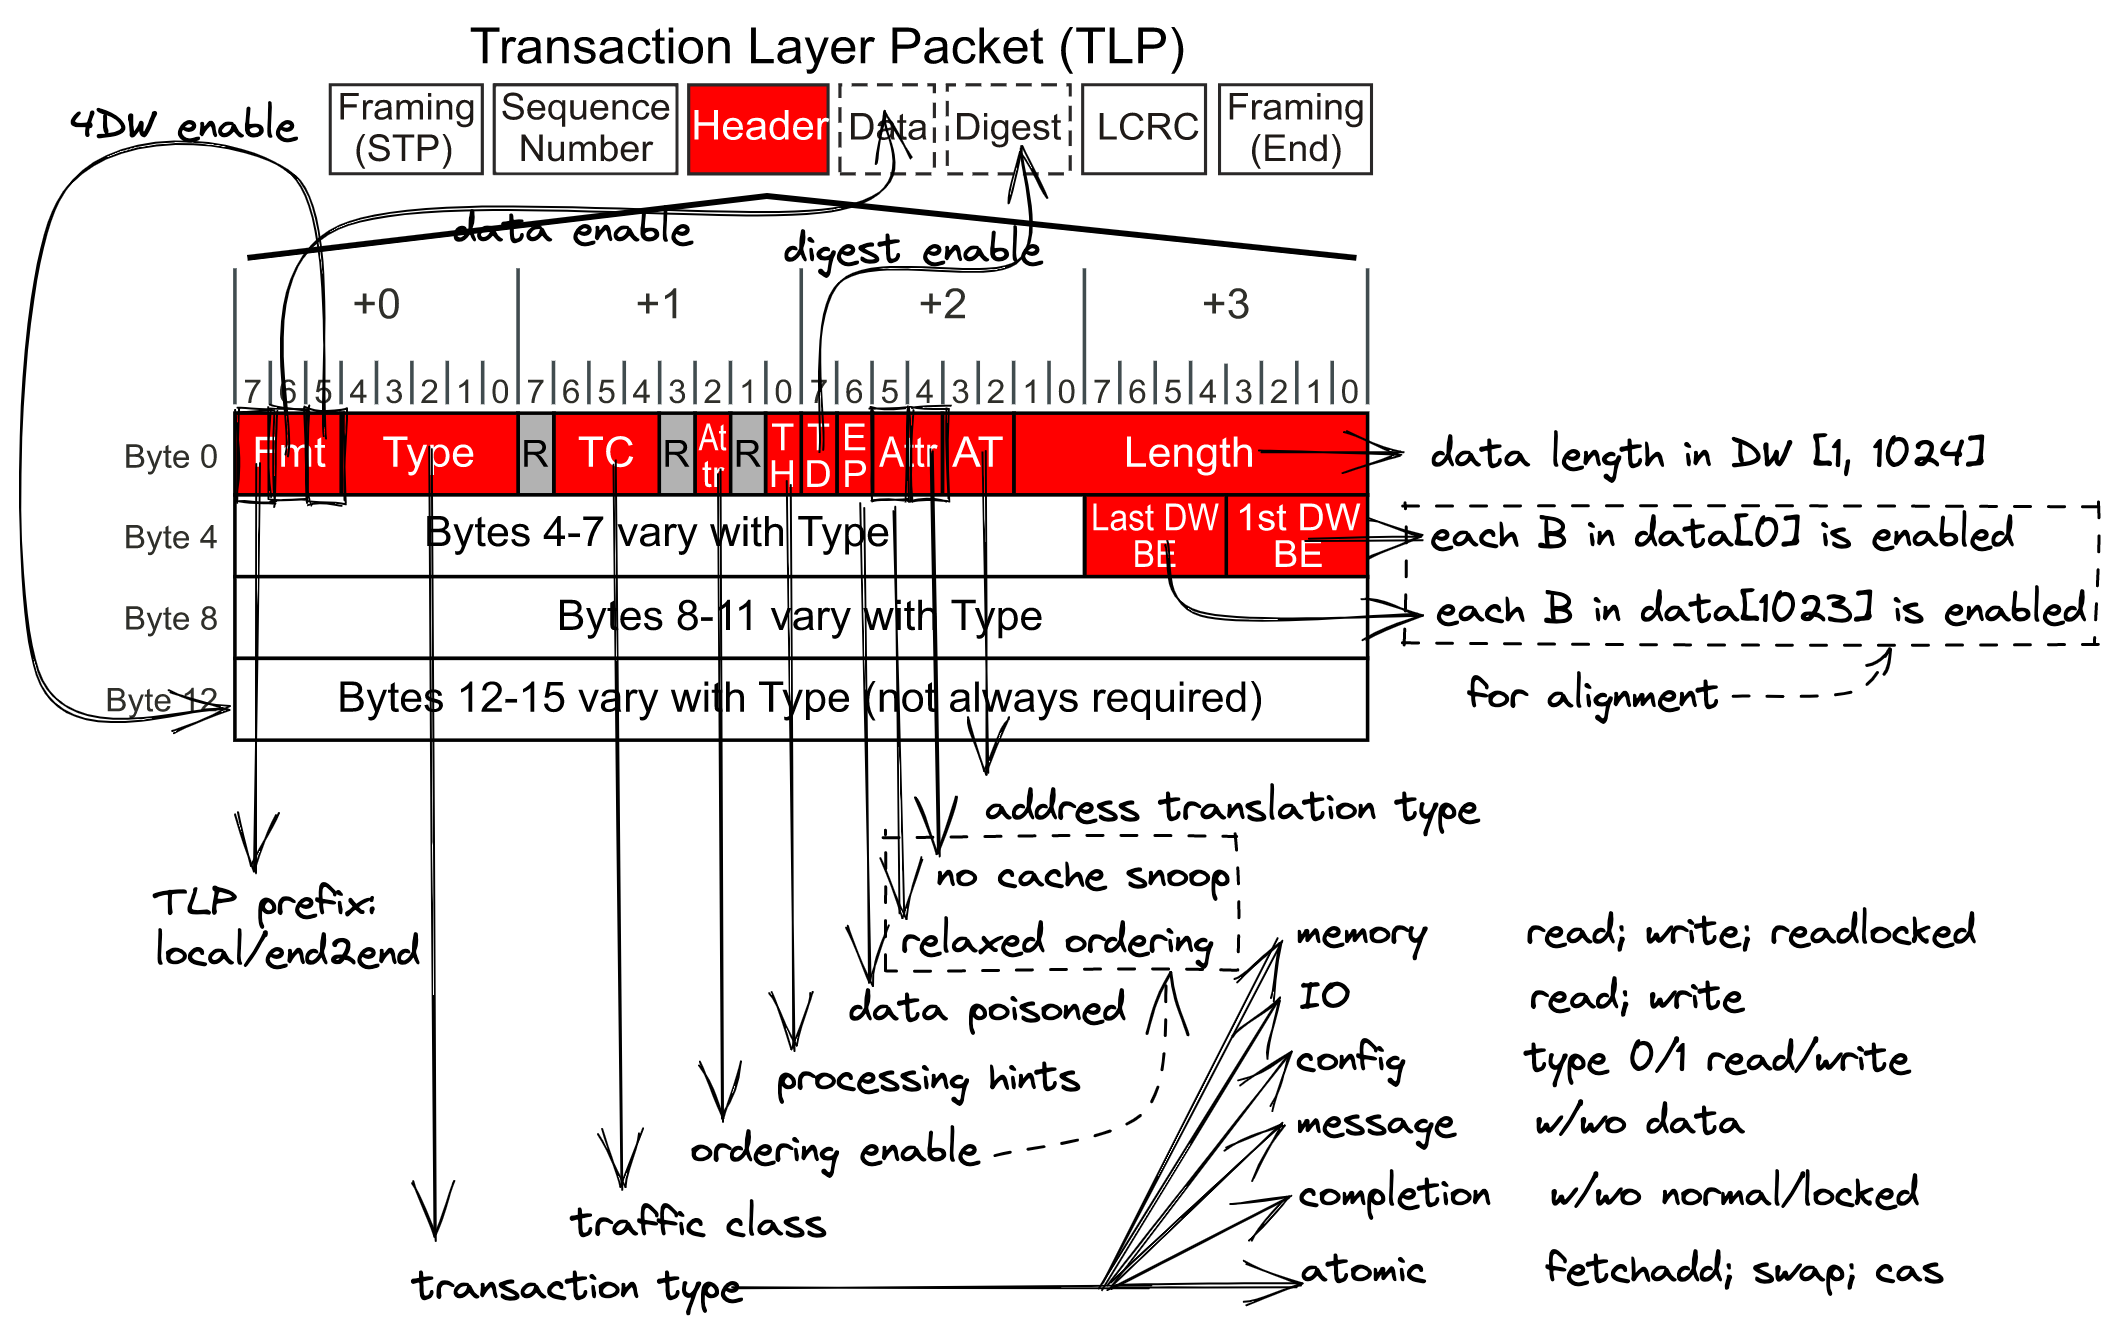 Transaction Layer Packet (TLP)
Framing (STP)
Sequence Number
Header
Data
Digest
LCRC
Framing (End)
4DW enable
data enable
digest enable
+0 +1 +2 +3
7 6 5 4 3 2 1 0 7 6 5 4 3 2 1 0 7 6 5 4 3 2 1 0 7 6 5 4 3 2 1 0
Byte 0 Fmt Type R TC R Attr R TH TD EP Attr AT Length
data length in DW [1, 1024]
Byte 4 Bytes 4-7 vary with Type Last DW BE 1st DW BE
each B in data[0] is enabled
Byte 8 Bytes 8-11 vary with Type
each B in data[1023] is enabled
Byte 12 Bytes 12-15 vary with Type (not always required)
for alignment
address translation type
no cache snoop
TLP prefix:
local/end2end
relaxed ordering
data poisoned
processing hints
ordering enable
traffic class
transaction type
memory read; write; readlocked
IO read; write
config type 0/1 read/write
message w/wo data
completion w/wo normal/locked
atomic fetchadd; swap; cas